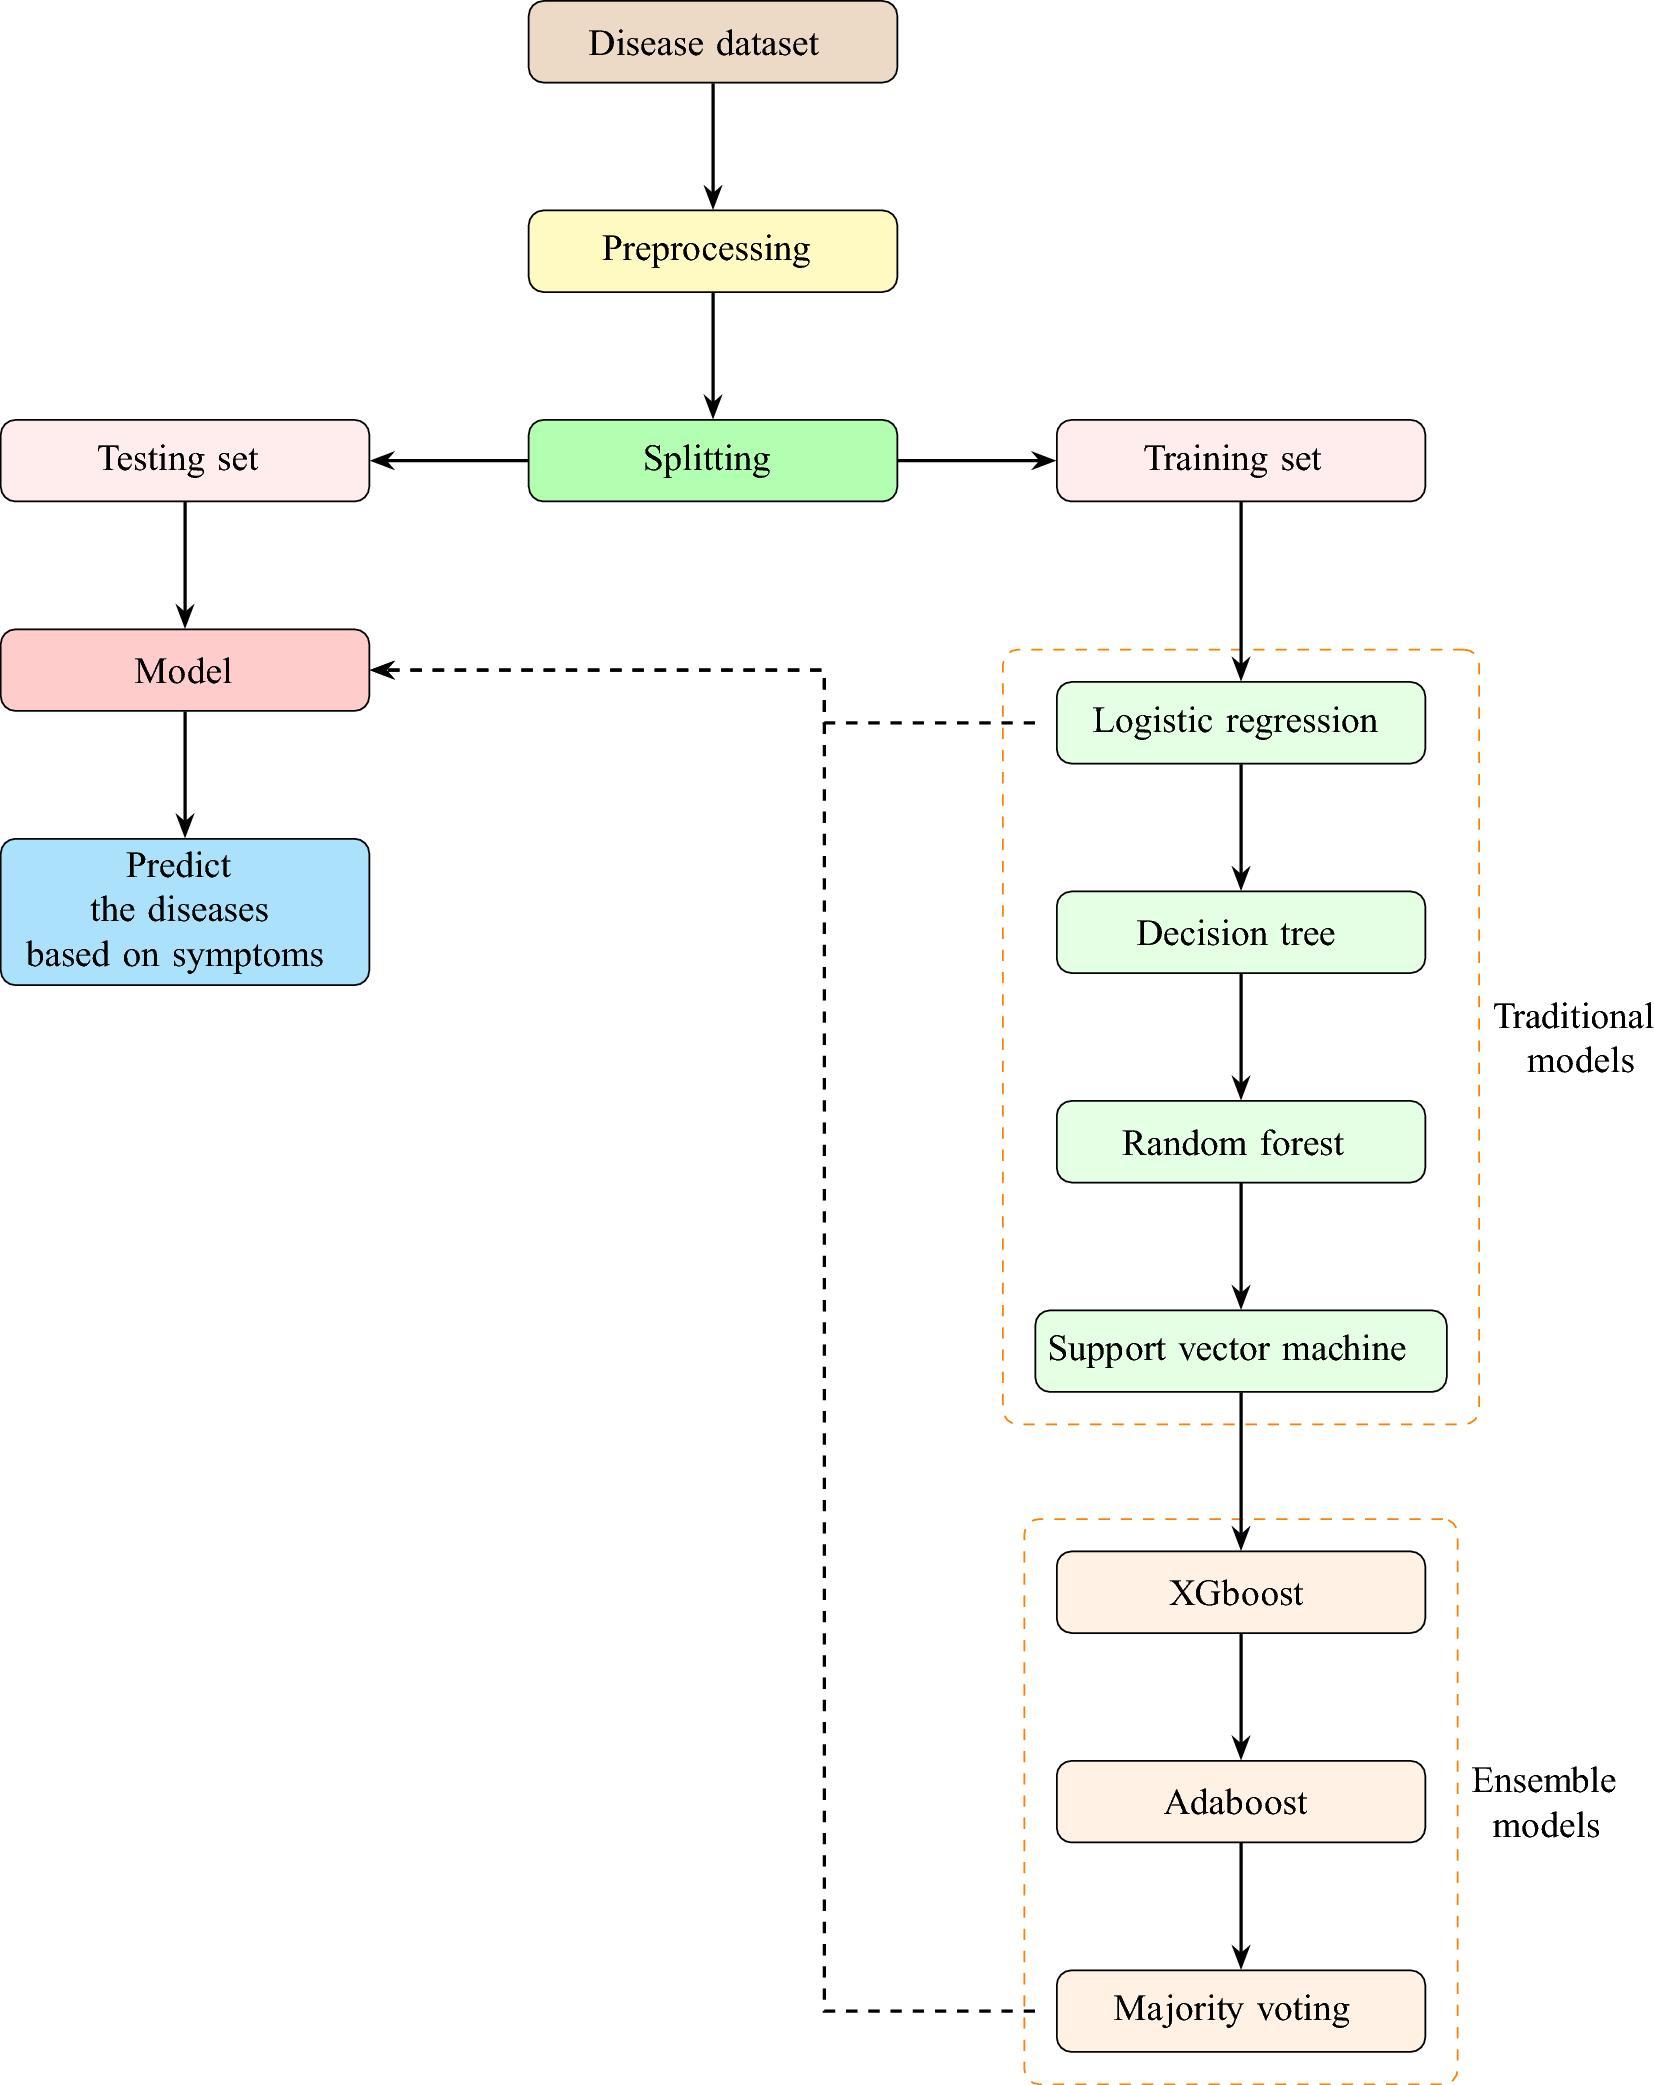 Disease dataset
Preprocessing
Testing set
Splitting
Training set
Model
Logistic regression
Predict
the diseases
based on symptoms
Decision tree
Traditional
models
Random forest
Support vector machine
XGboost
Ensemble
models
Adaboost
Majority voting